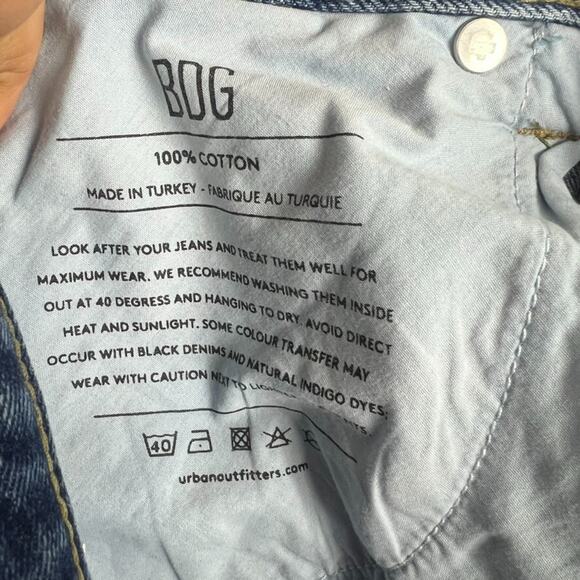 BDG
100% COTTON
MADE IN TURKEY - FABRIQUE AU TURQUIE
LOOK AFTER YOUR JEANS AND TREAT THEM WELL FOR
MAXIMUM WEAR. WE RECOMMEND WASHING THEM INSIDE
OUT AT 40 DEGRESS AND HANGING TO DRY. AVOID DIRECT
HEAT AND SUNLIGHT. SOME COLOUR TRANSFER MAY
OCCUR WITH BLACK DENIMS AND NATURAL INDIGO DYES;
WEAR WITH CAUTION NEXT TO
40
urbanoutfitters.com